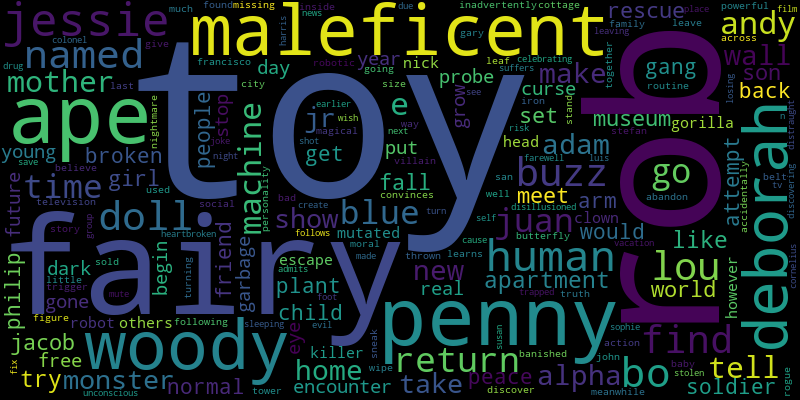 much found missing inside inadvertently cottage powerful film
jessie maleficent rescue andy
colonel news harris gary due family leave across
drug give robotic leaving place
named francisco year nick leaf celebrating together
toy door wall son
mother day going probe gang
last city size suffers iron routine back
ape people earlier e grow curse losing
nightmare stop jr wish way set museum gorilla
joke magical next risk stand stefan
young save broken night shot get put head adam attempt
believe villain deborah
girl machine convinces san farewell luis go belt tv
time used personality fall well buzz meet abandon distraught
future television social bad create self disillusioned arm accidentally
doll show blue turn juan clown
story group follows mutated butterfly would like discovering
fairy heartbroken moral cause human
friend admits made thrown learns
dark sold begin escape real new apartment truth lou cornelius
philip little garbage plant vacation
trigger turning foot trapped world however
gone mute child penny
figure robot others following sleeping evil sophie
jacob eye killer sneak banished susan john action find
fix free woody return baby
tower wipe home peace alpha bo tell
try monster normal encounter take discover stolen soldier rogue
unconscious meanwhile